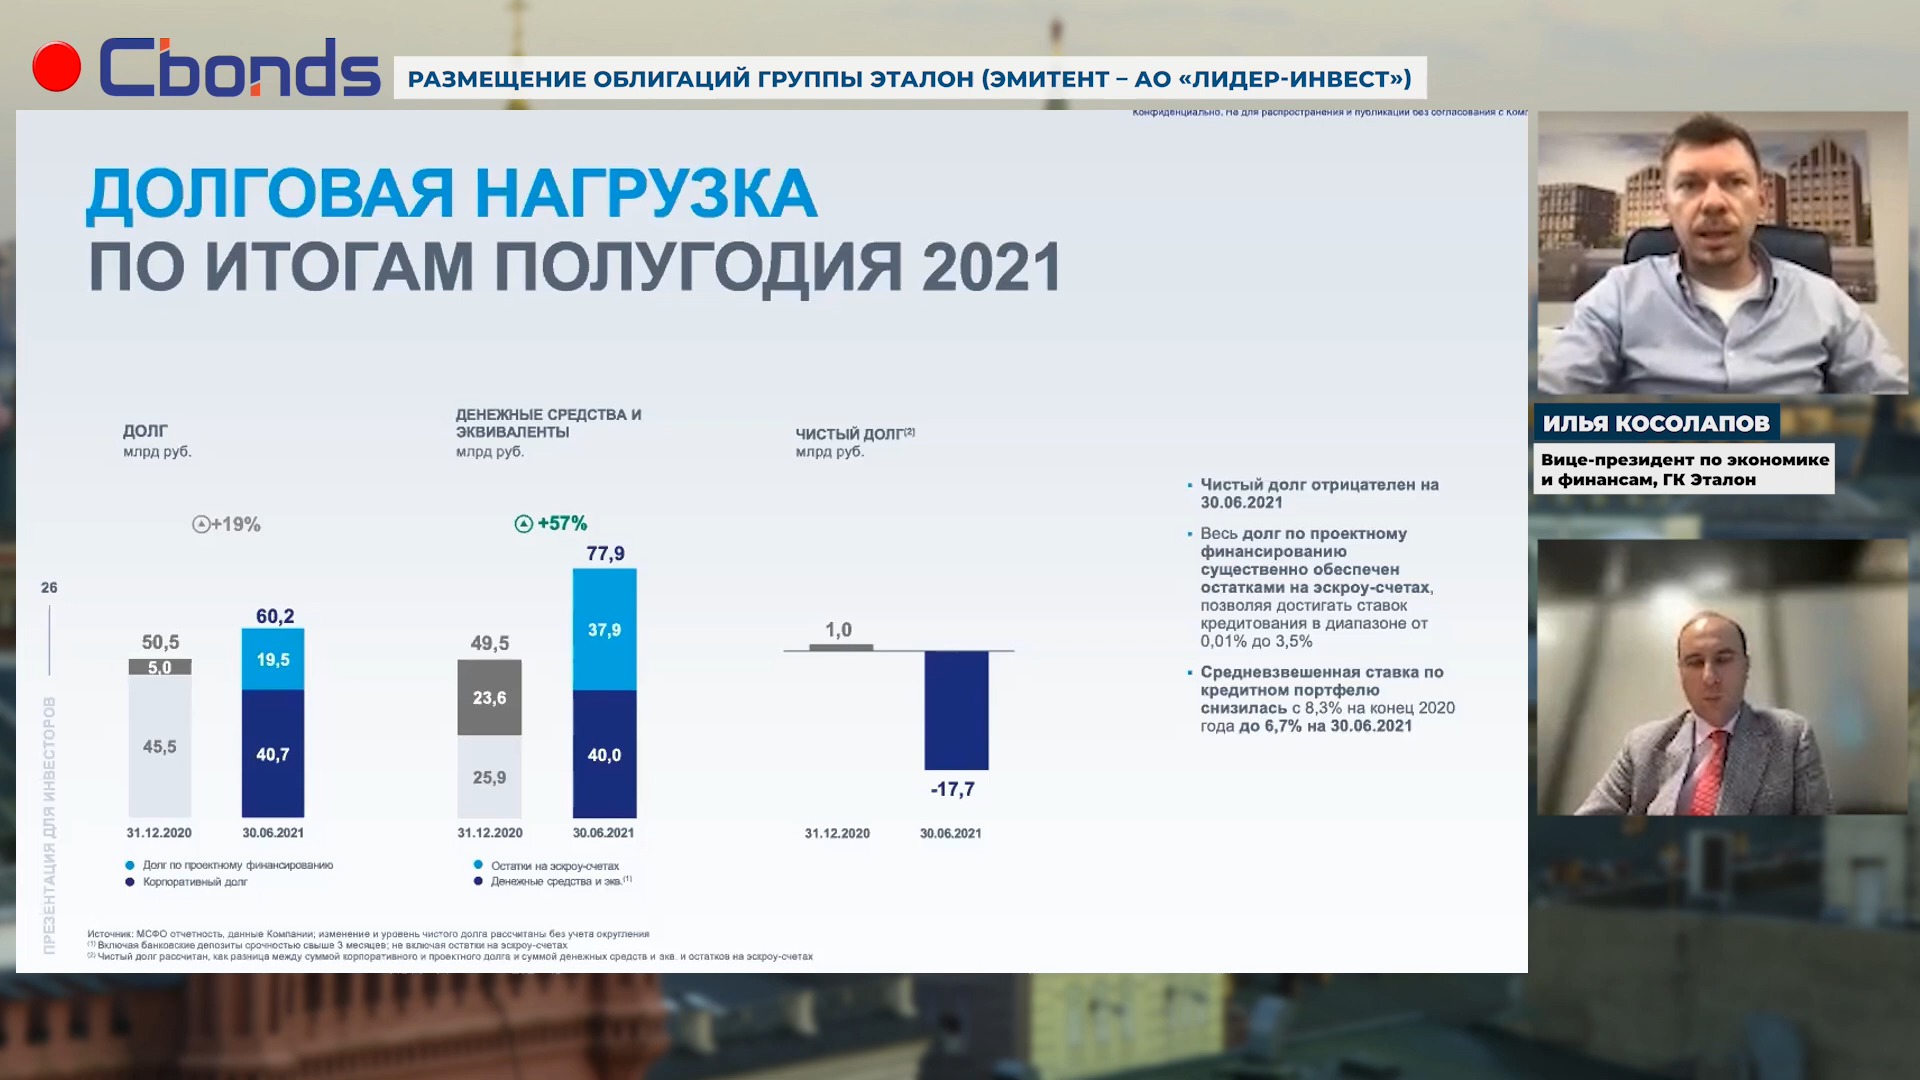 Cbonds
РАЗМЕЩЕНИЕ ОБЛИГАЦИЙ ГРУППЫ ЭТАЛОН (ЭМИТЕНТ – АО «ЛИДЕР-ИНВЕСТ»)
Конфиденциально. Не для распространения и публикации без согласования с
ДОЛГОВАЯ НАГРУЗКА
ПО ИТОГАМ ПОЛУГОДИЯ 2021
ДОЛГ
млрд руб.
+19%
50,5
5,0
45,5
31.12.2020
60,2
19,5
40,7
30.06.2021
Долг по проектному финансированию
Корпоративный долг
ДЕНЕЖНЫЕ СРЕДСТВА И
ЭКВИВАЛЕНТЫ
млрд руб.
+57%
49,5
23,6
25,9
31.12.2020
77,9
37,9
40,0
30.06.2021
Остатки на эскроу-счетах
Денежные средства и экв.(1)
ЧИСТЫЙ ДОЛГ(2)
млрд руб.
1,0
31.12.2020
-17,7
30.06.2021
▪ Чистый долг отрицателен на
30.06.2021
▪ Весь долг по проектному
финансированию
существенно обеспечен
остатками на эскроу-счетах,
позволяя достигать ставок
кредитования в диапазоне от
0,01% до 3,5%
▪ Средневзвешенная ставка по
кредитном портфелю
снизилась с 8,3% на конец 2020
года до 6,7% на 30.06.2021
26
ПРЕЗЕНТАЦИЯ ДЛЯ ИНВЕСТОРОВ
Источник: МСФО отчетность, данные Компании; изменение и уровень чистого долга рассчитаны без учета округления
(1) Включая банковские депозиты срочностью свыше 3 месяцев; не включая остатки на эскроу-счетах
(2) Чистый долг рассчитан, как разница между суммой корпоративного и проектного долга и суммой денежных средств и экв. и остатков на эскроу-счетах
ИЛЬЯ КОСОЛАПОВ
Вице-президент по экономике
и финансам, ГК Эталон